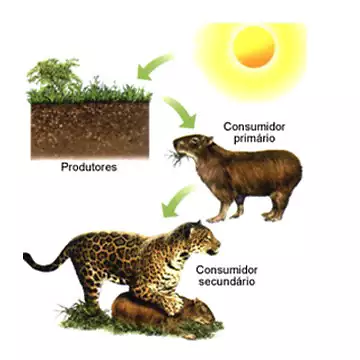 Consumidor
primário
Produtores
Consumidor
secundário